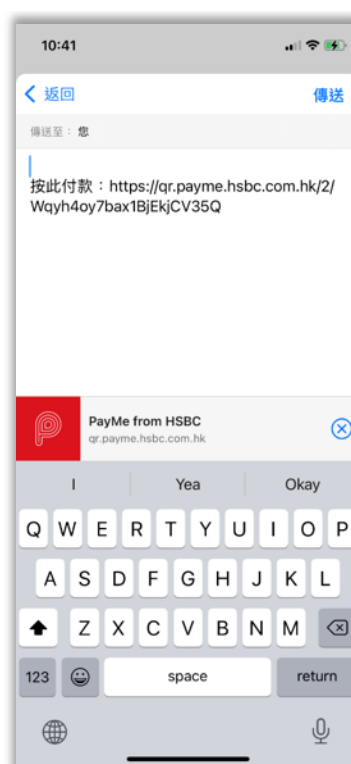 10:41
返回
傳送
傳送至： 您
按此付款：https://qr.payme.hsbc.com.hk/2/
Wqyh4oy7bax1BjEkjCV35Q
PayMe from HSBC
qr.payme.hsbc.com.hk
I Yea Okay
Q W E R T Y U I O P
A S D F G H J K L
Z X C V B N M
123 space return